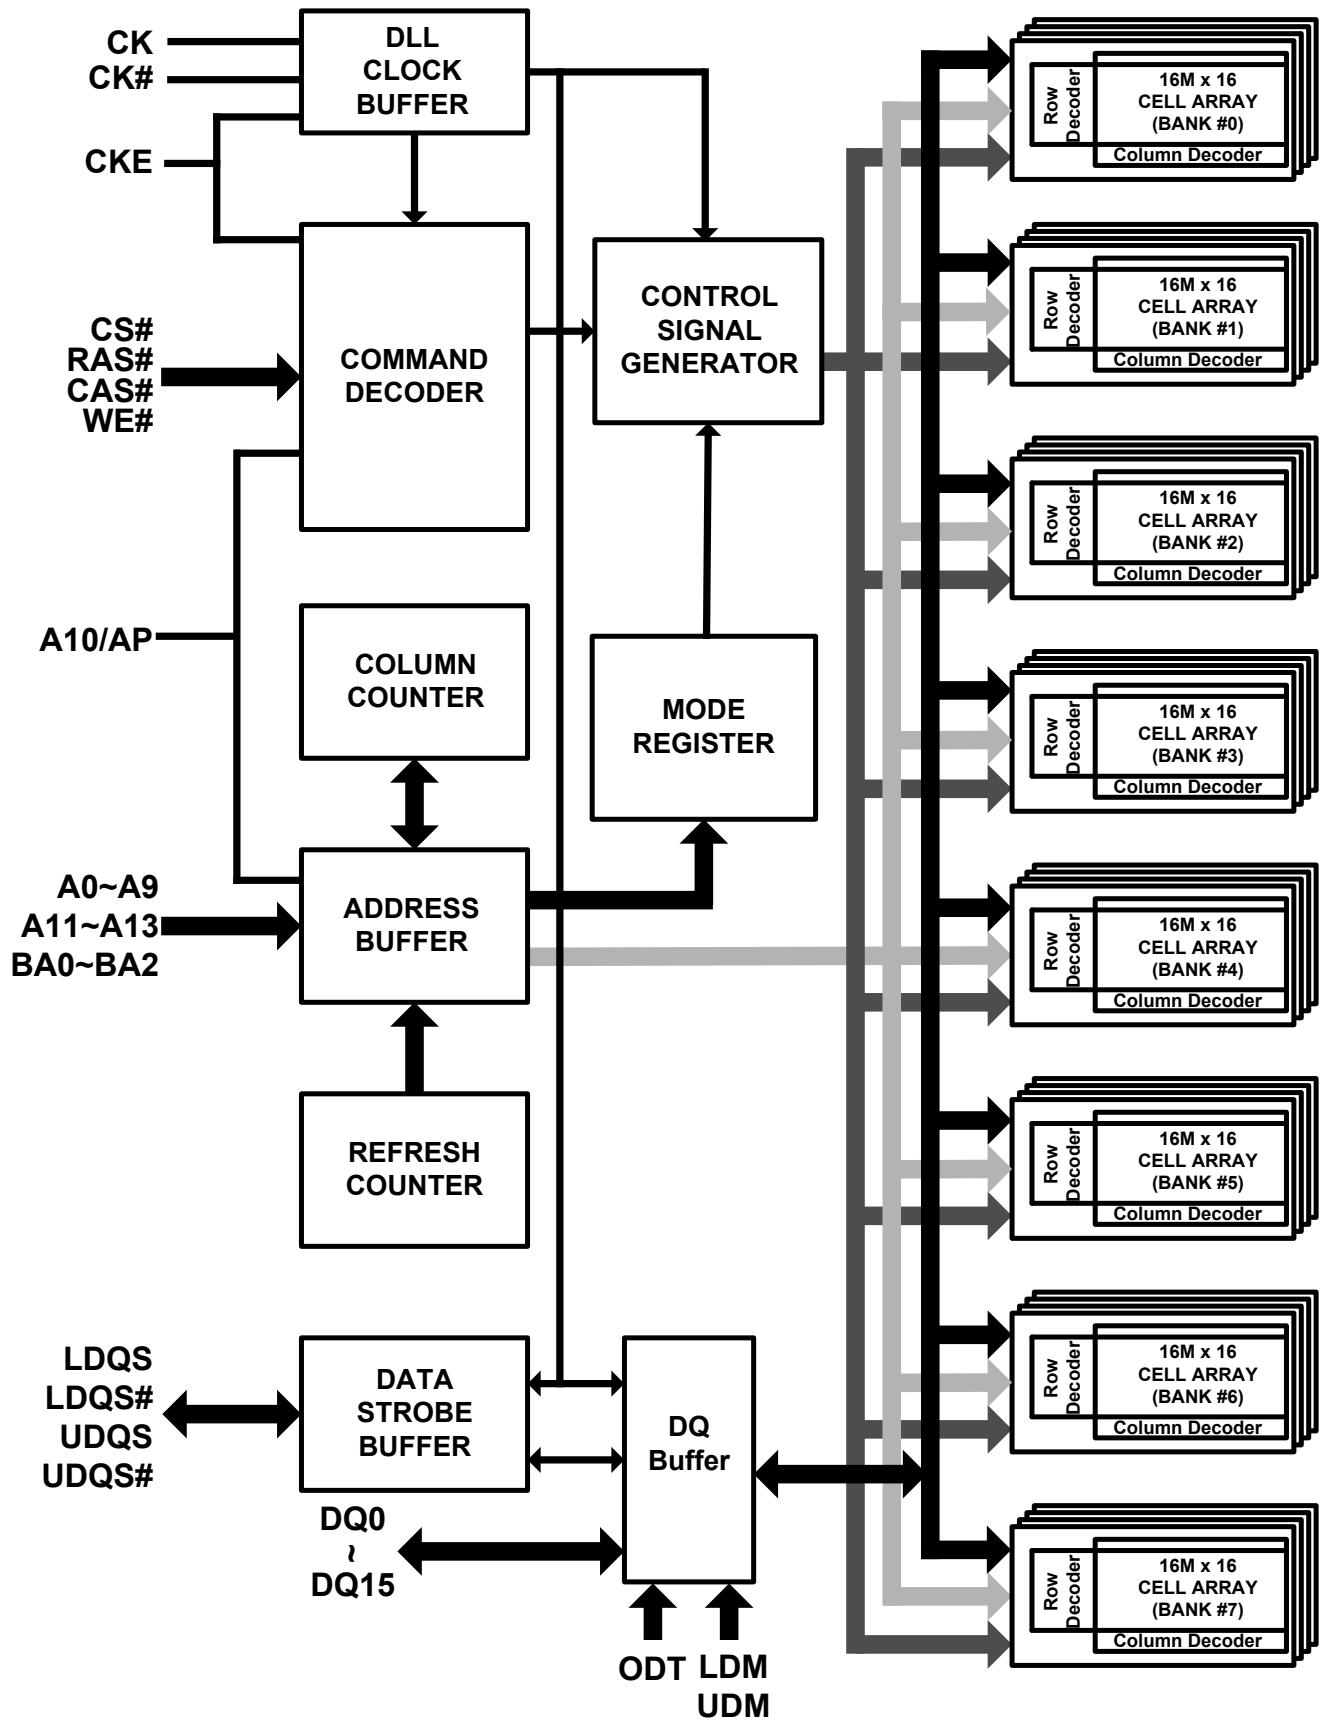 CK
CK#
CKE
CS#
RAS#
CAS#
WE#
A10/AP
A0~A9
A11~A13
BA0~BA2
LDQS
LDQS#
UDQS
UDQS#
DQ0
~
DQ15
DLL
CLOCK
BUFFER
COMMAND
DECODER
COLUMN
COUNTER
ADDRESS
BUFFER
REFRESH
COUNTER
DATA
STROBE
BUFFER
CONTROL
SIGNAL
GENERATOR
MODE
REGISTER
DQ
Buffer
ODT
LDM
UDM
Row
Decoder
16M x 16
CELL ARRAY
(BANK #0)
Column Decoder
Row
Decoder
16M x 16
CELL ARRAY
(BANK #1)
Column Decoder
Row
Decoder
16M x 16
CELL ARRAY
(BANK #2)
Column Decoder
Row
Decoder
16M x 16
CELL ARRAY
(BANK #3)
Column Decoder
Row
Decoder
16M x 16
CELL ARRAY
(BANK #4)
Column Decoder
Row
Decoder
16M x 16
CELL ARRAY
(BANK #5)
Column Decoder
Row
Decoder
16M x 16
CELL ARRAY
(BANK #6)
Column Decoder
Row
Decoder
16M x 16
CELL ARRAY
(BANK #7)
Column Decoder